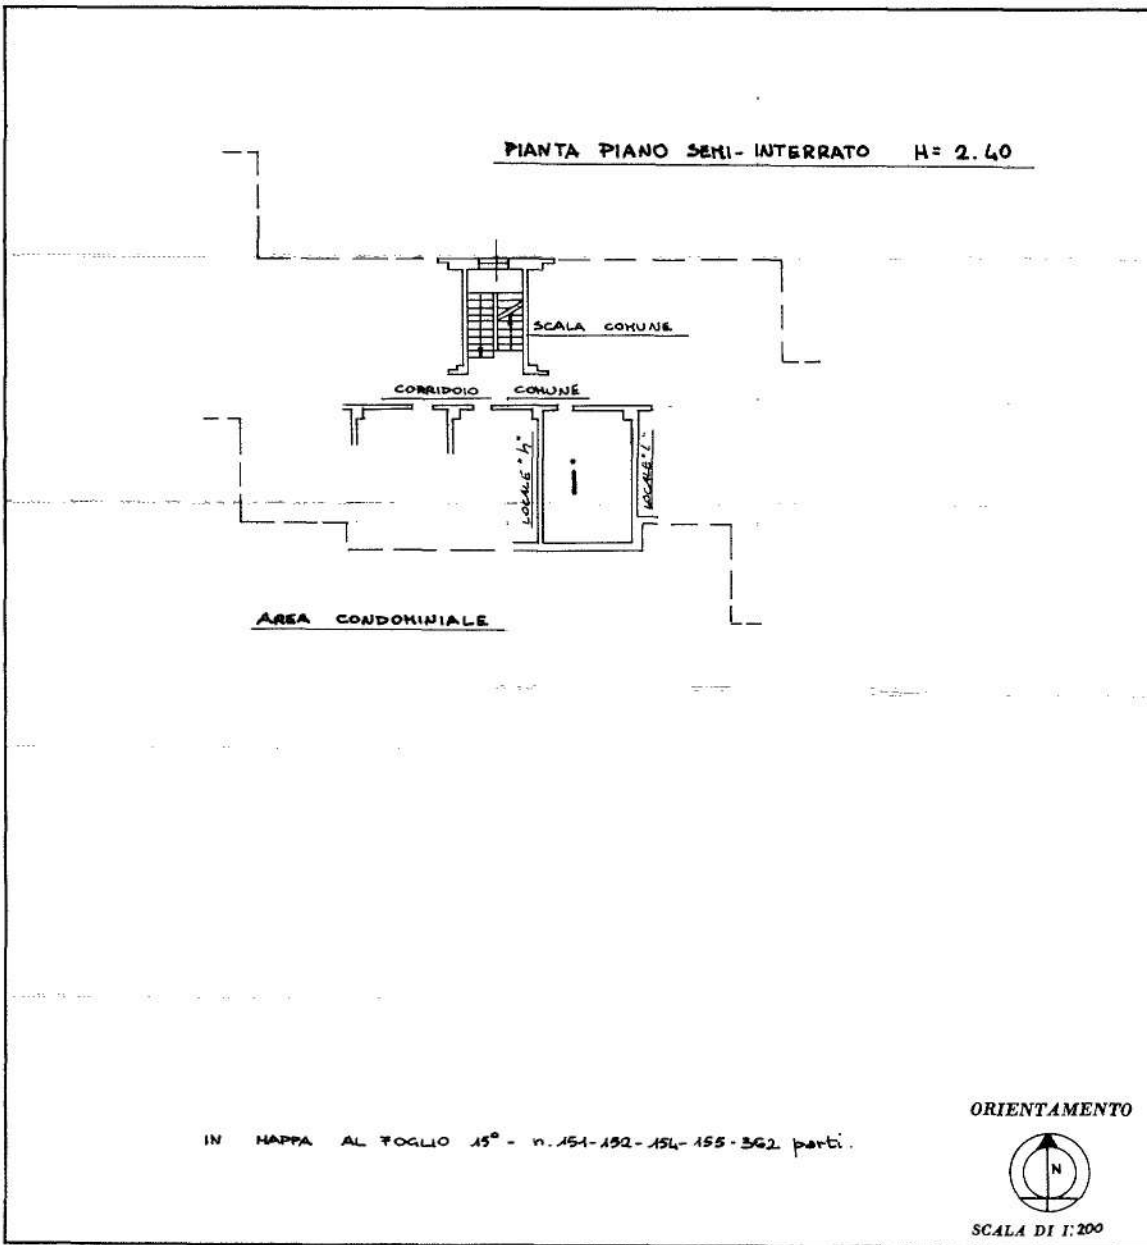 PIANTA PIANO SEMI-INTERRATO H= 2.40
SCALA COMUNE
CORRIDOIO COMUNE
LOCALE "h"
i
LOCALE "L"
AREA CONDOMINIALE
IN MAPPA AL FOGLIO 15° - n. 151-152-154-155-362 parti.
ORIENTAMENTO
N
SCALA DI 1:200